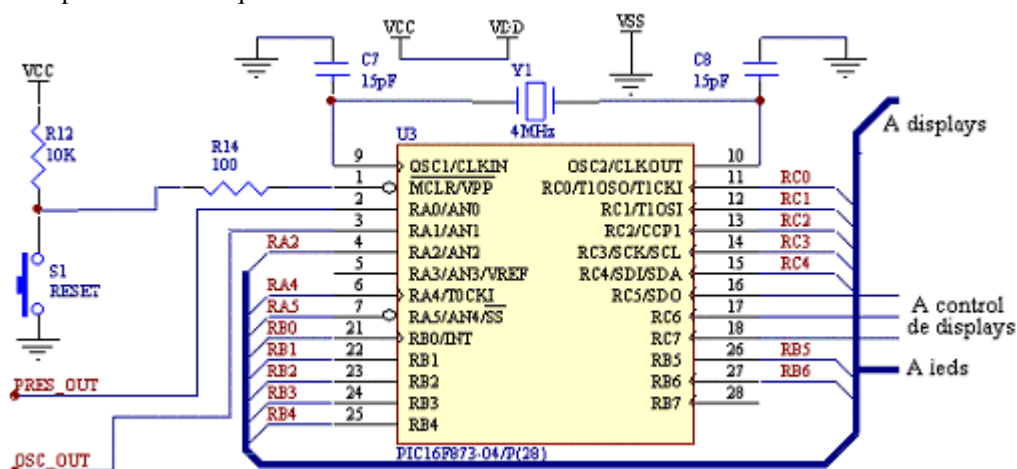 VCC
VDD
VSS
C7
15pF
C8
15pF
Y1
4MHz
VCC
R12
10K
R14
100
S1
RESET
PRES_OUT
OSC_OUT
U3
9 OSC1/CLKIN
1 MCLR/VPP
2 RA0/AN0
3 RA1/AN1
RA2 4 RA2/AN2
5 RA3/AN3/VREF
RA4 6 RA4/T0CKI
RA5 7 RA5/AN4/SS
RB0 21 RB0/INT
RB1 22 RB1
RB2 23 RB2
RB3 24 RB3
RB4 25 RB4
OSC2/CLKOUT 10
RC0/T1OSO/T1CKI 11 RC0
RC1/T1OSI 12 RC1
RC2/CCP1 13 RC2
RC3/SCK/SCL 14 RC3
RC4/SDI/SDA 15 RC4
RC5/SDO 16
RC6 17
RC7 18
RB5 26 RB5
RB6 27 RB6
RB7 28
PIC16F873-04/P(28)
A displays
A control
de displays
A ieds